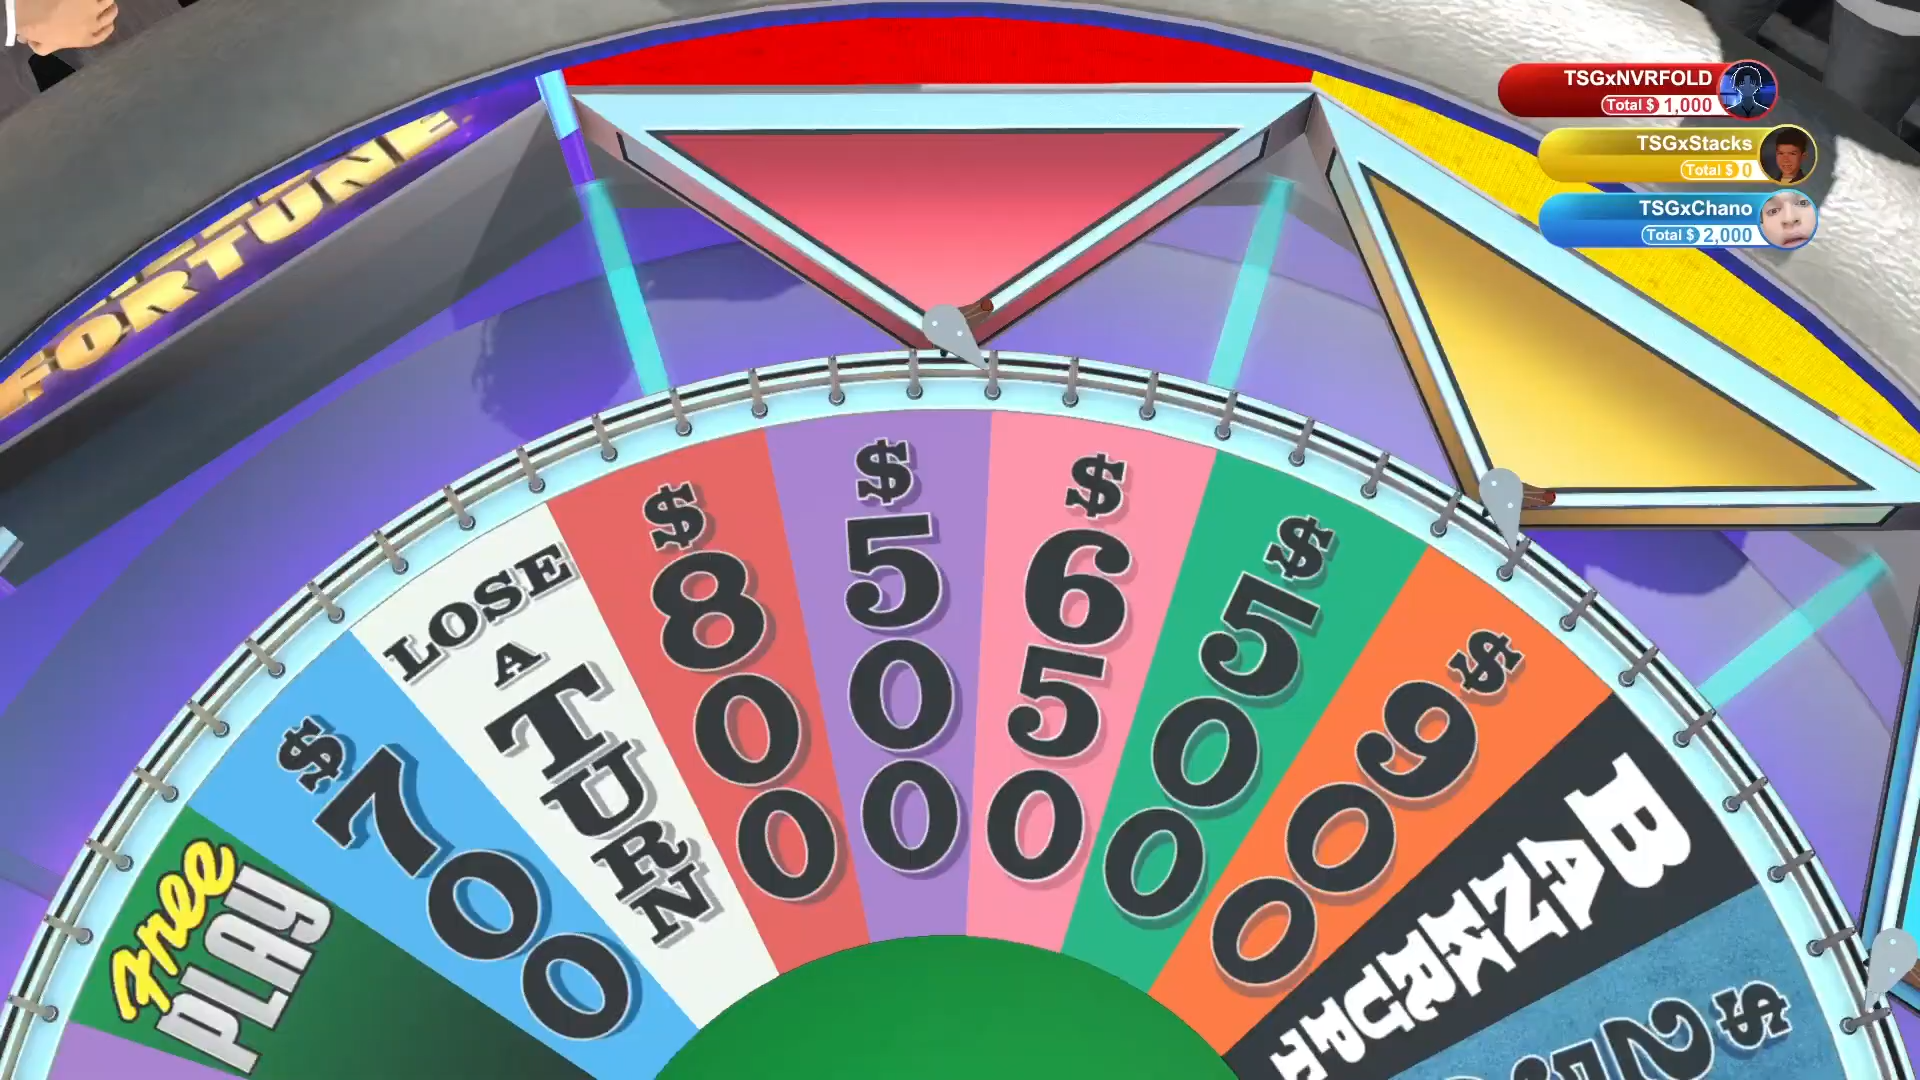 FORTUNE
TSGxNVRFOLD
Total $ 1,000
TSGxStacks
Total $ 0
TSGxChano
Total $ 2,000
Free
PLAY
$700
LOSE
A
TURN
$800
$500
$650
$500
$600
BANKRUPT